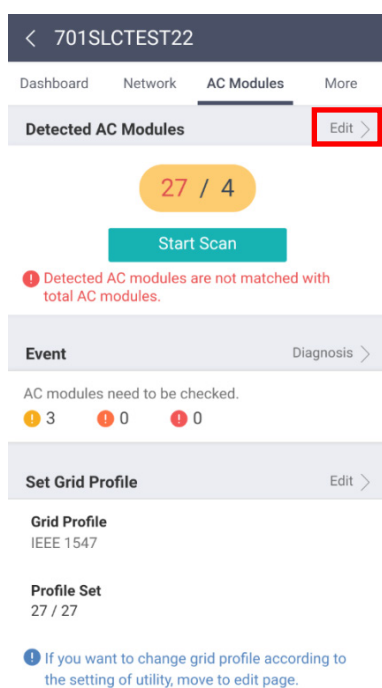 701SLCTEST22
Dashboard Network AC Modules More
Detected AC Modules Edit
27 / 4
Start Scan
Detected AC modules are not matched with
total AC modules.
Event Diagnosis
AC modules need to be checked.
3 0 0
Set Grid Profile Edit
Grid Profile
IEEE 1547
Profile Set
27 / 27
If you want to change grid profile according to
the setting of utility, move to edit page.